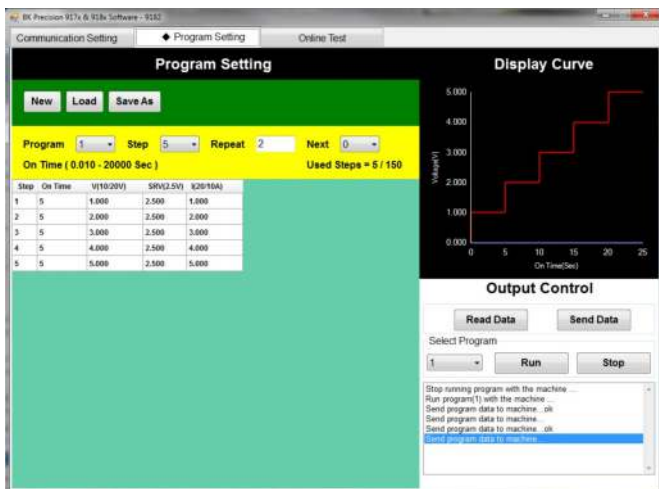 BK Precision 917x & 918x Software - 9182
Communication Setting
◆ Program Setting
Online Test
Program Setting
New
Load
Save As
Program 1 Step 5 Repeat 2 Next 0
On Time ( 0.010 - 20000 Sec ) Used Steps = 5 / 150
Step On Time V(10/20V) SRV(2.5V) I(20/10A)
1 5 1.000 2.500 1.000
2 5 2.000 2.500 2.000
3 5 3.000 2.500 3.000
4 5 4.000 2.500 4.000
5 5 5.000 2.500 5.000
Display Curve
5.000
4.000
3.000
2.000
1.000
0.000
Voltage(V)
0 5 10 15 20 25
On Time(Sec)
Output Control
Read Data
Send Data
Select Program
1
Run
Stop
Stop running program with the machine ...
Run program(1) with the machine ...
Send program data to machine...ok
Send program data to machine...
Send program data to machine...ok
Send program data to machine...